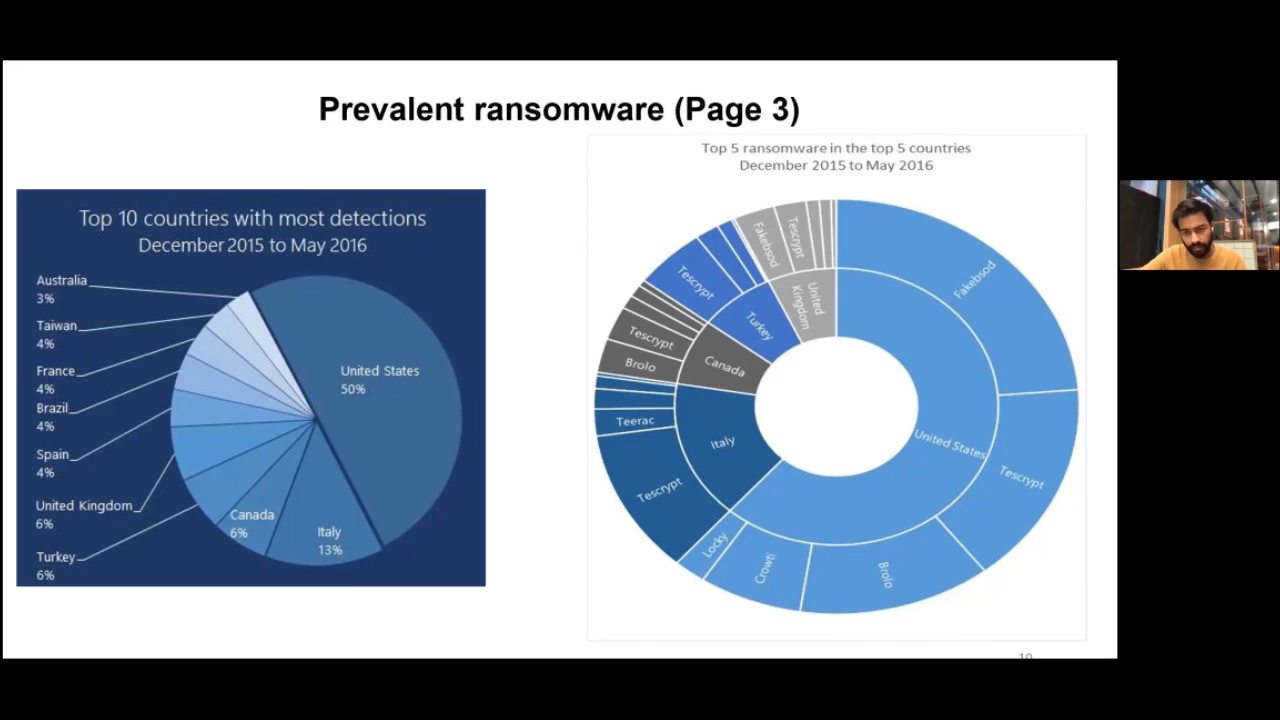 Prevalent ransomware (Page 3)
Top 10 countries with most detections
December 2015 to May 2016
Australia
3%
Taiwan
4%
France
4%
Brazil
4%
Spain
4%
United Kingdom
6%
Turkey
6%
Canada
6%
Italy
13%
United States
50%
Top 5 ransomware in the top 5 countries
December 2015 to May 2016
Fakebsod
Tescrypt
Brolo
Crowti
Locky
United States
Tescrypt
Teerac
Italy
Brolo
Tescrypt
Canada
Tescrypt
Turkey
Fakebsod
Tescrypt
United
Kingdom
10